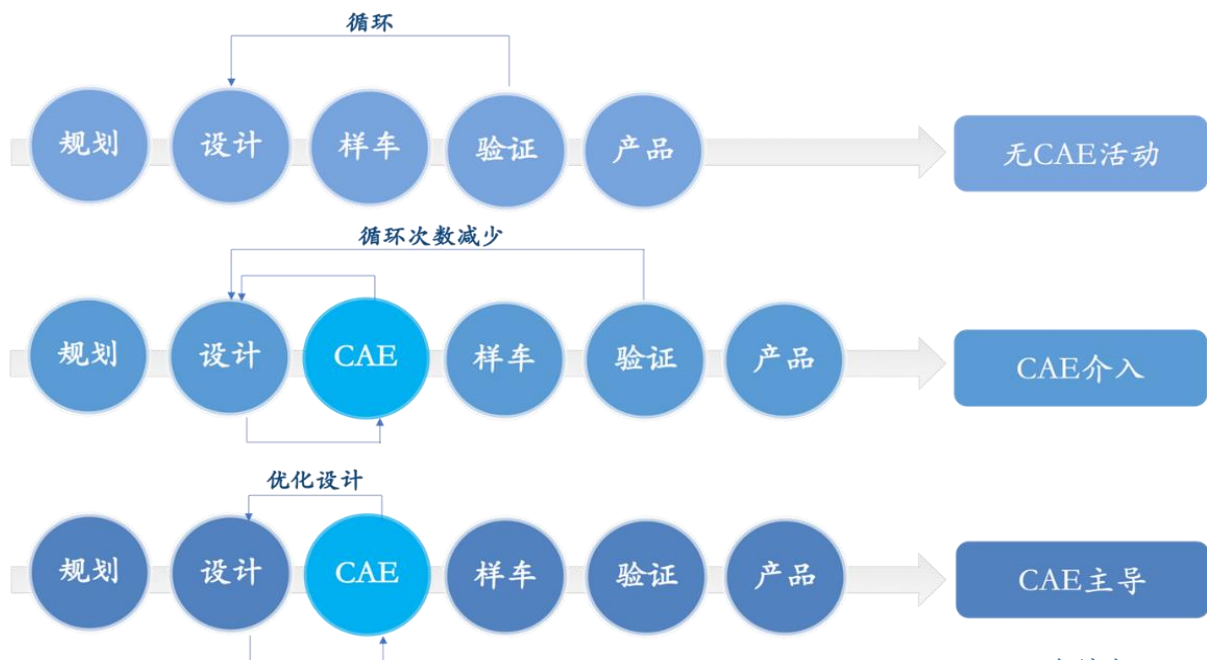 循环
规划 设计 样车 验证 产品 无CAE活动
循环次数减少
规划 设计 CAE 样车 验证 产品 CAE介入
优化设计
规划 设计 CAE 样车 验证 产品 CAE主导